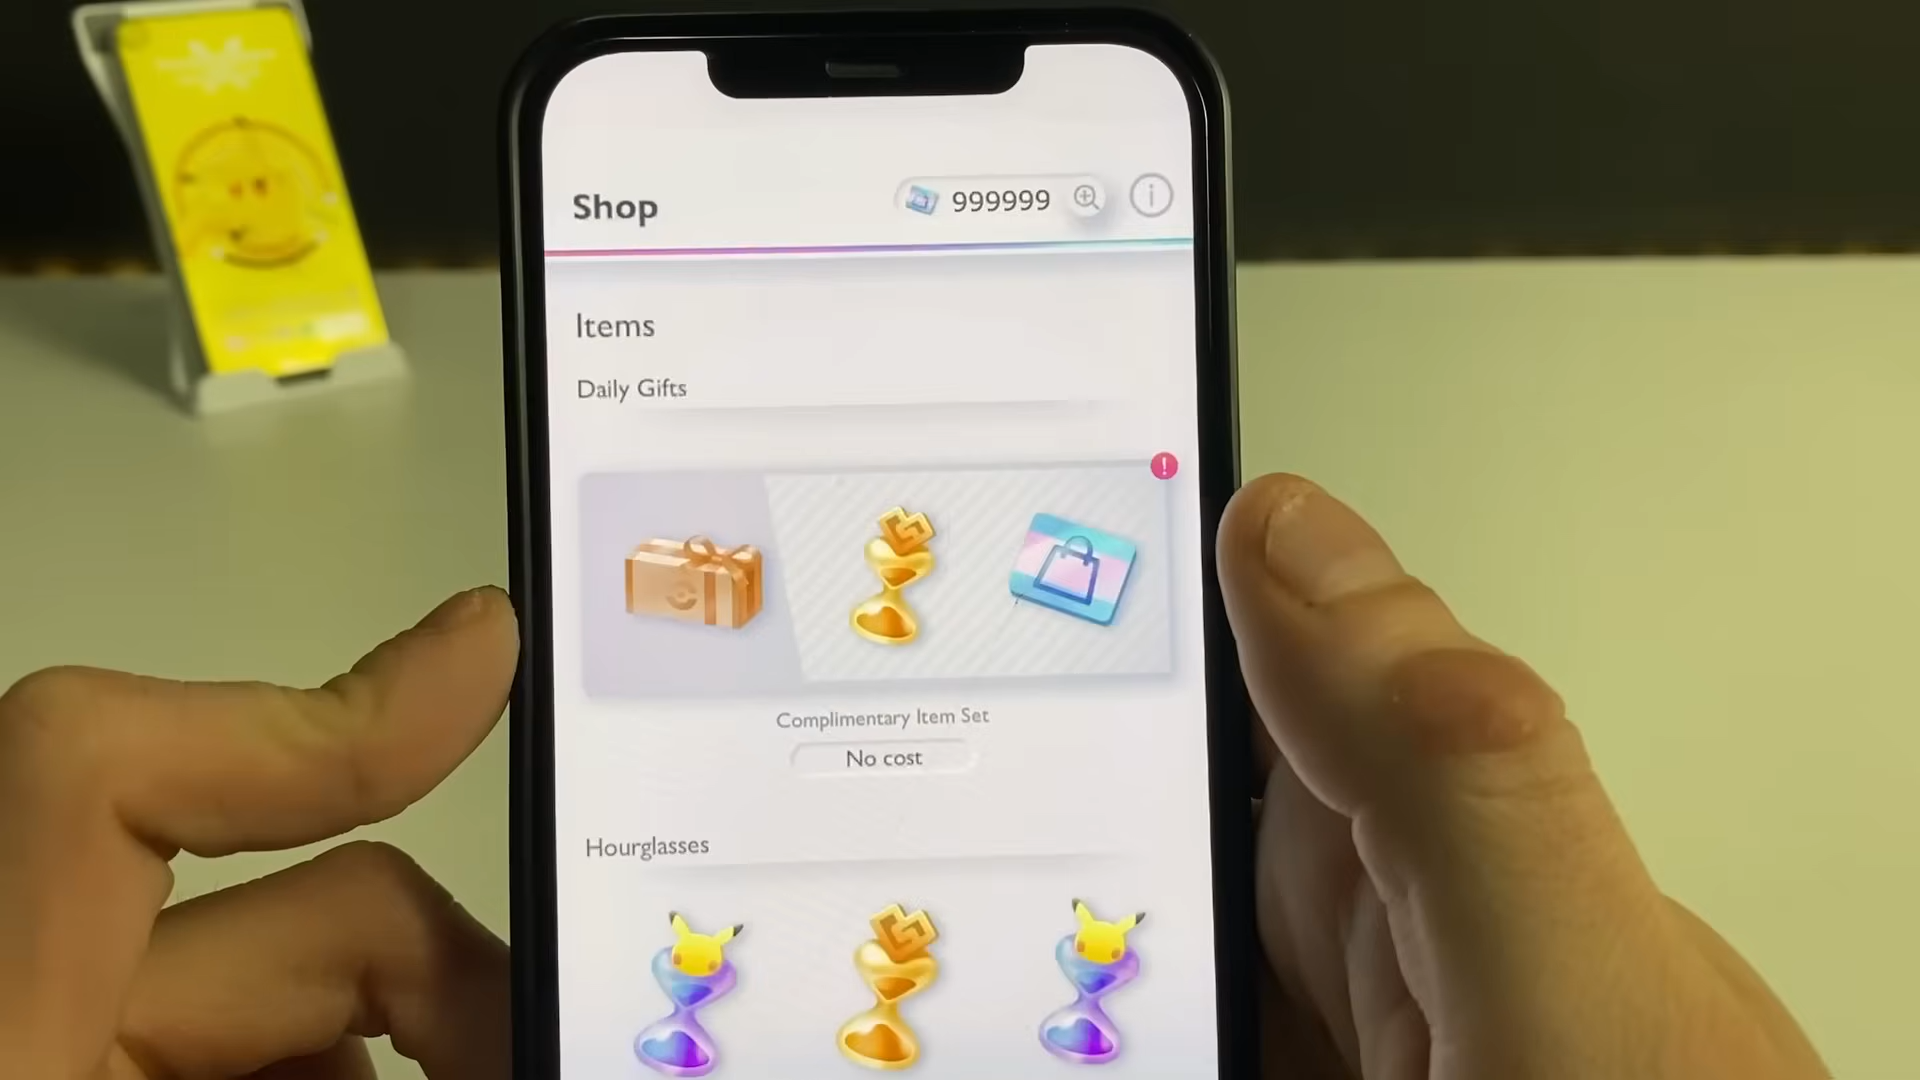 Shop
999999
Items
Daily Gifts
Complimentary Item Set
No cost
Hourglasses